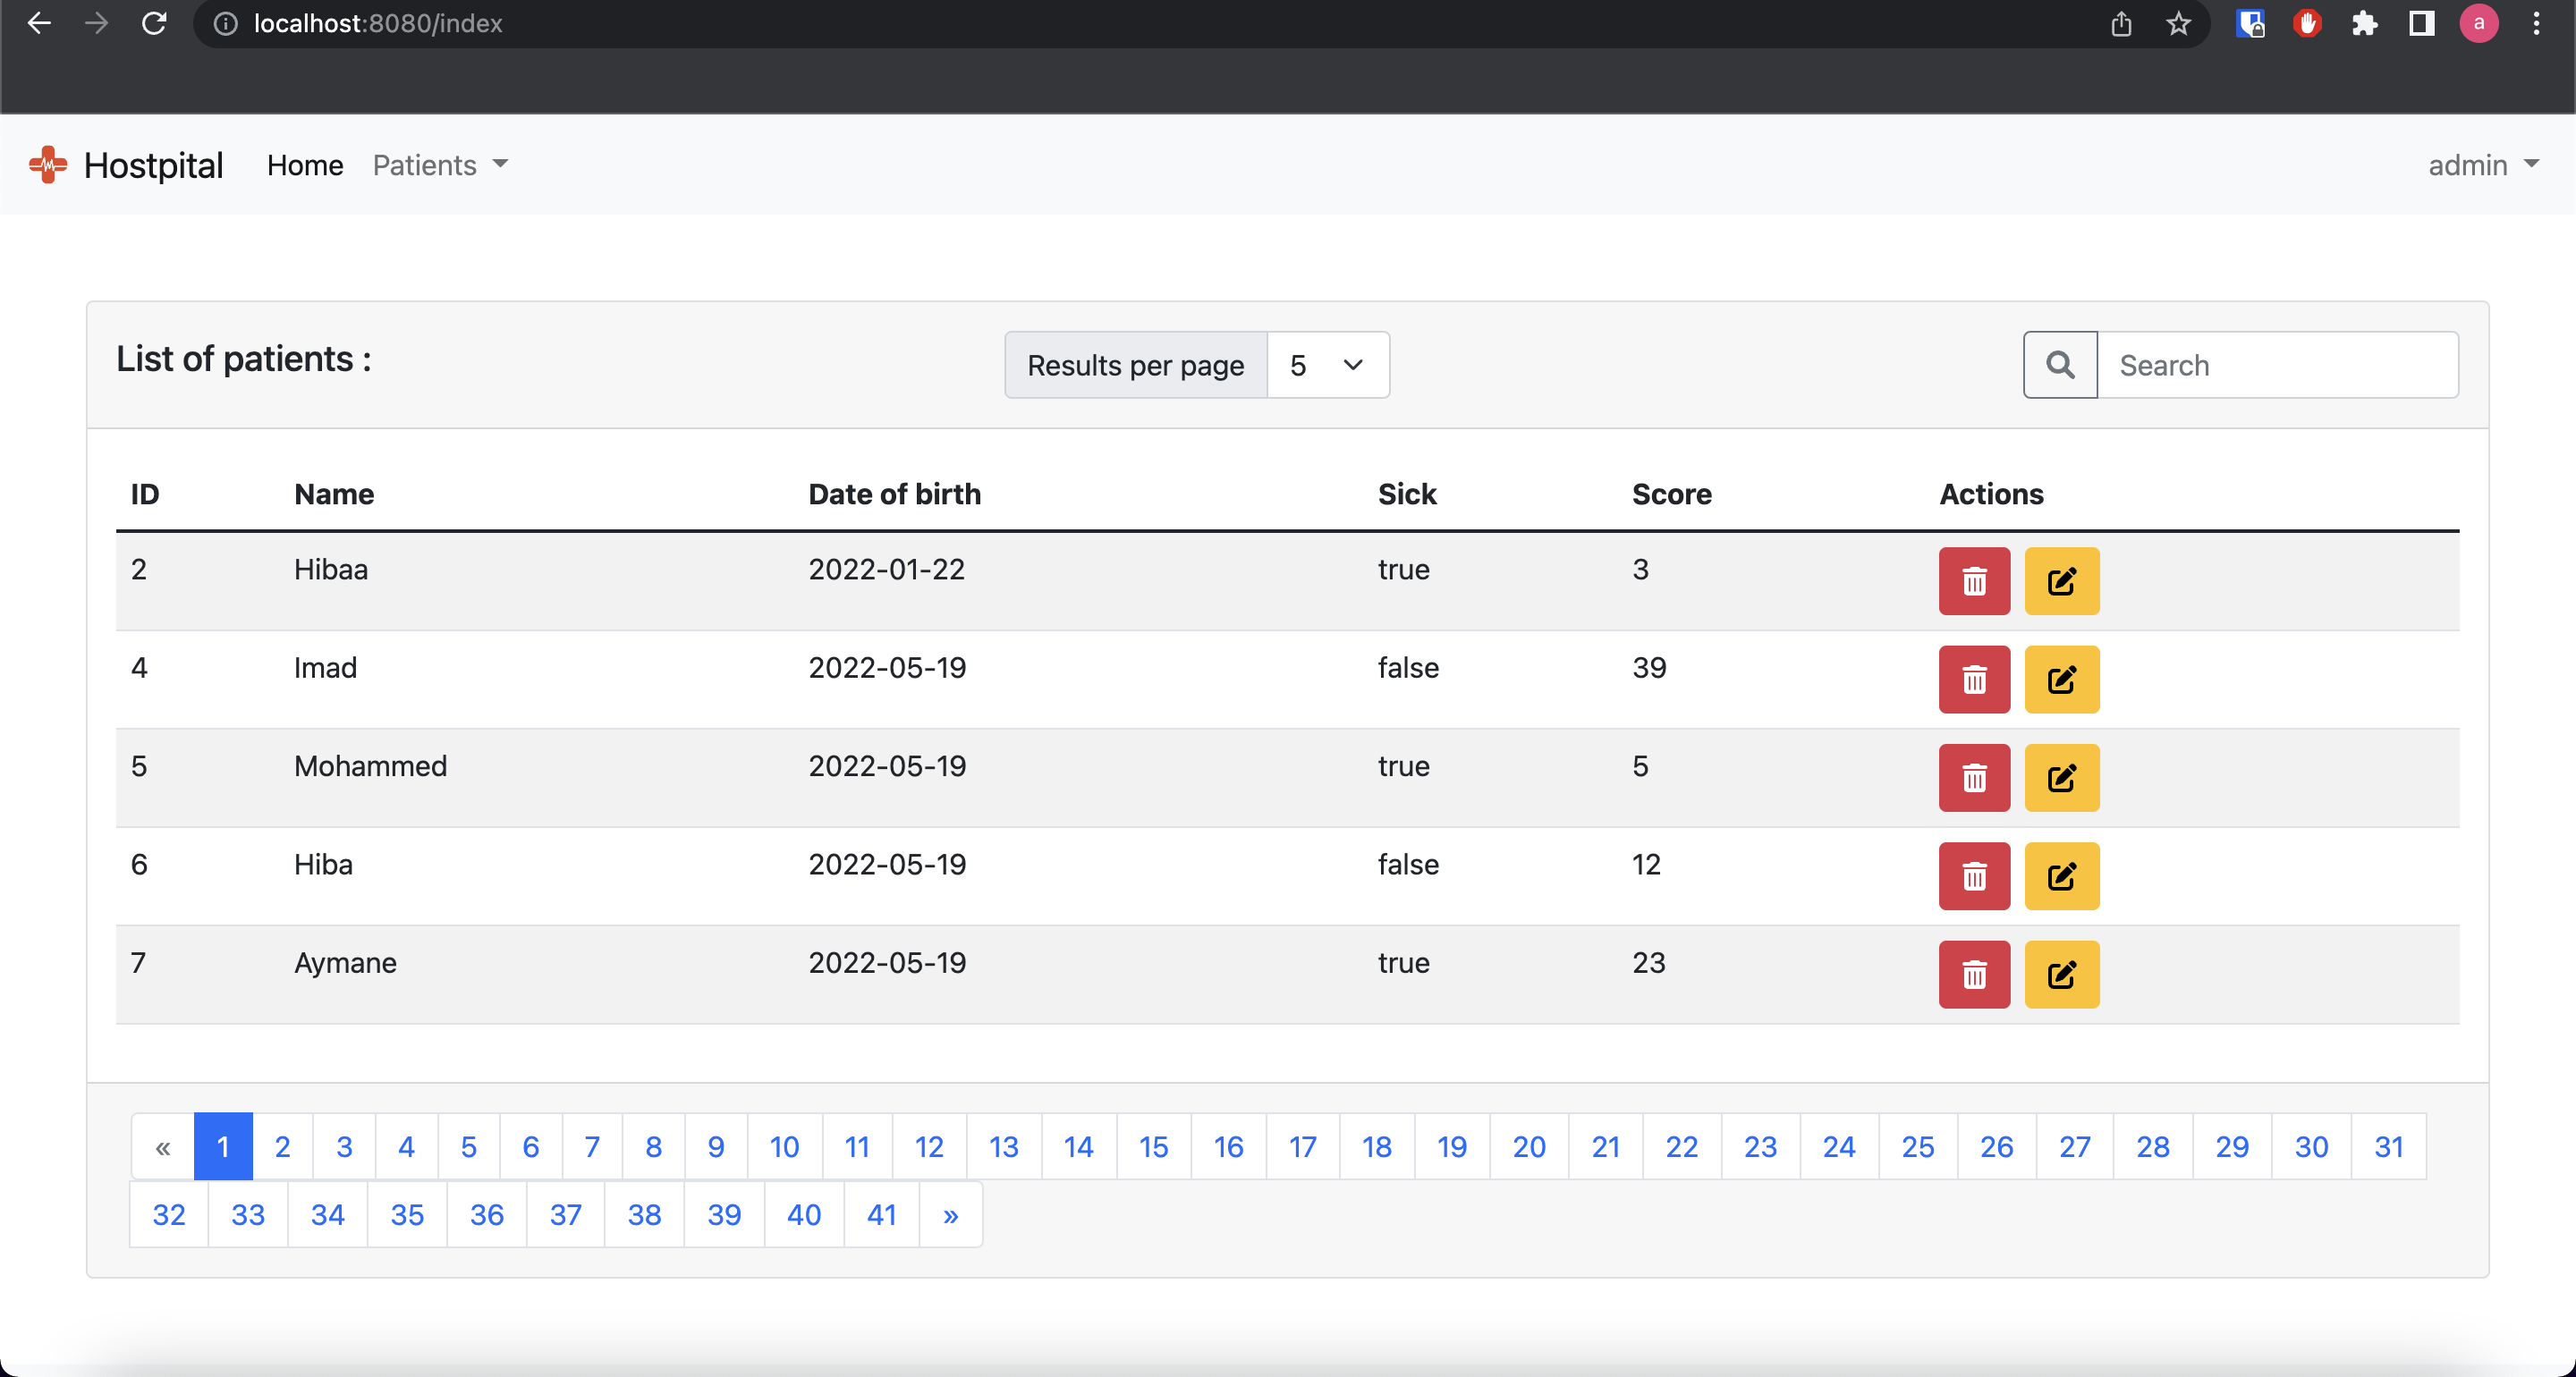 localhost:8080/index
a
Hostpital Home Patients admin
List of patients : Results per page 5 Search
ID Name Date of birth Sick Score Actions
2 Hibaa 2022-01-22 true 3
4 Imad 2022-05-19 false 39
5 Mohammed 2022-05-19 true 5
6 Hiba 2022-05-19 false 12
7 Aymane 2022-05-19 true 23
« 1 2 3 4 5 6 7 8 9 10 11 12 13 14 15 16 17 18 19 20 21 22 23 24 25 26 27 28 29 30 31
32 33 34 35 36 37 38 39 40 41 »